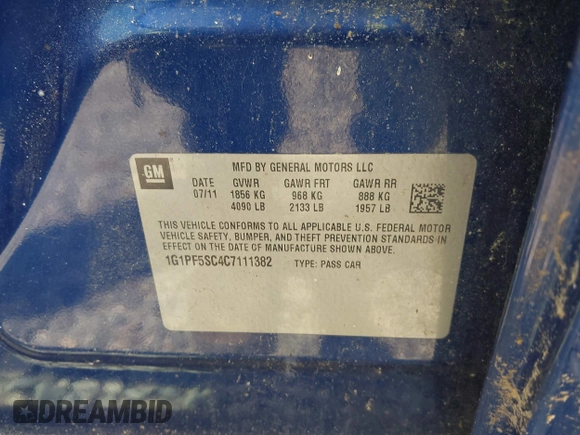 GM
MFD BY GENERAL MOTORS LLC
DATE GVWR GAWR FRT GAWR RR
07/11 1856 KG 968 KG 888 KG
4090 LB 2133 LB 1957 LB
THIS VEHICLE CONFORMS TO ALL APPLICABLE U.S. FEDERAL MOTOR
VEHICLE SAFETY, BUMPER, AND THEFT PREVENTION STANDARDS IN
EFFECT ON THE DATE OF MANUFACTURE SHOWN ABOVE.
1G1PF5SC4C7111382 TYPE: PASS CAR
DREAMBID